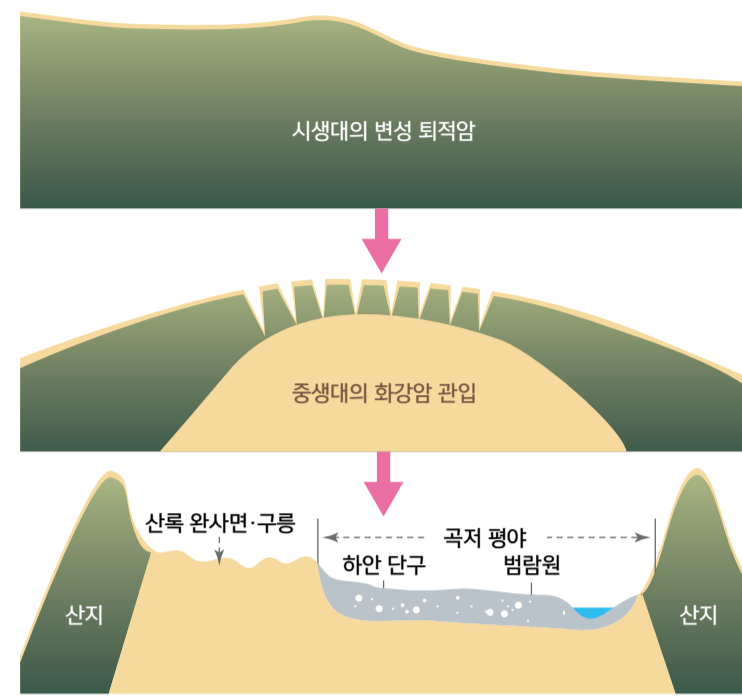 시생대의 변성 퇴적암
중생대의 화강암 관입
산록 완사면·구릉
곡저 평야
하안 단구
범람원
산지
산지